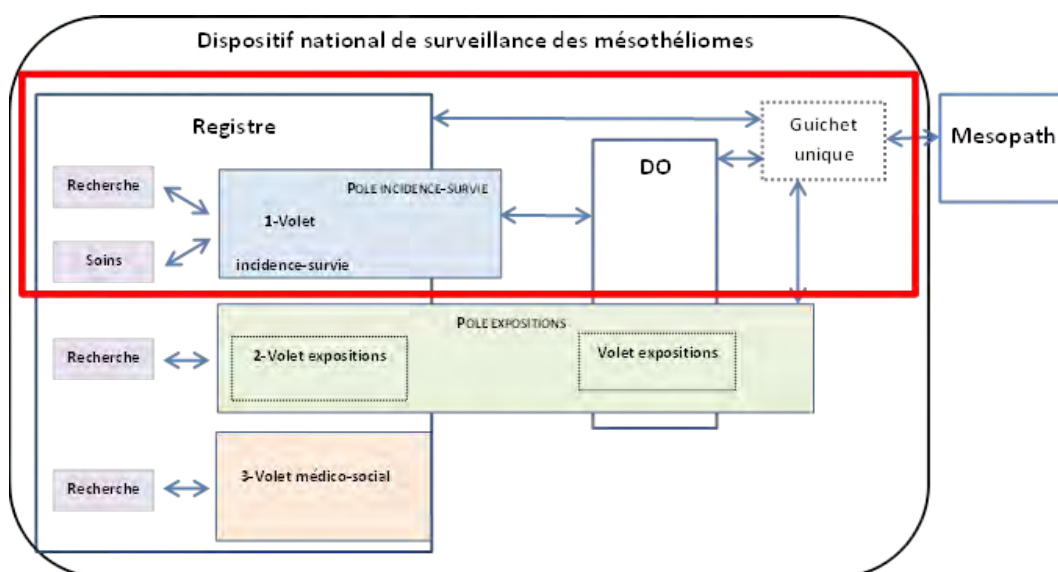 Dispositif national de surveillance des mésothéliomes
Registre
Guichet
unique
Mesopath
DO
Recherche
POLE INCIDENCE-SURVIE
1-Volet
Soins
incidence-survie
POLE EXPOSITIONS
Recherche
2-Volet expositions
Volet expositions
Recherche
3-Volet médico-social